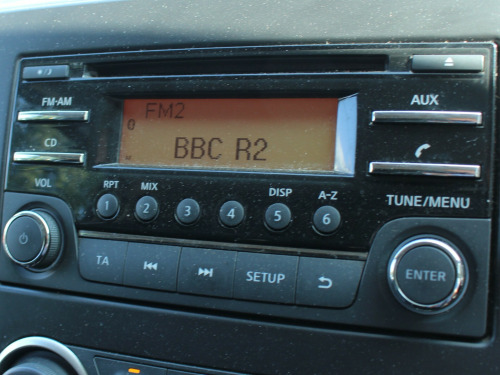 FM-AM
AUX
FM2
CD
BBC R2
VOL
RPT MIX DISP A-Z
TUNE/MENU
1 2 3 4 5 6
TA SETUP ENTER